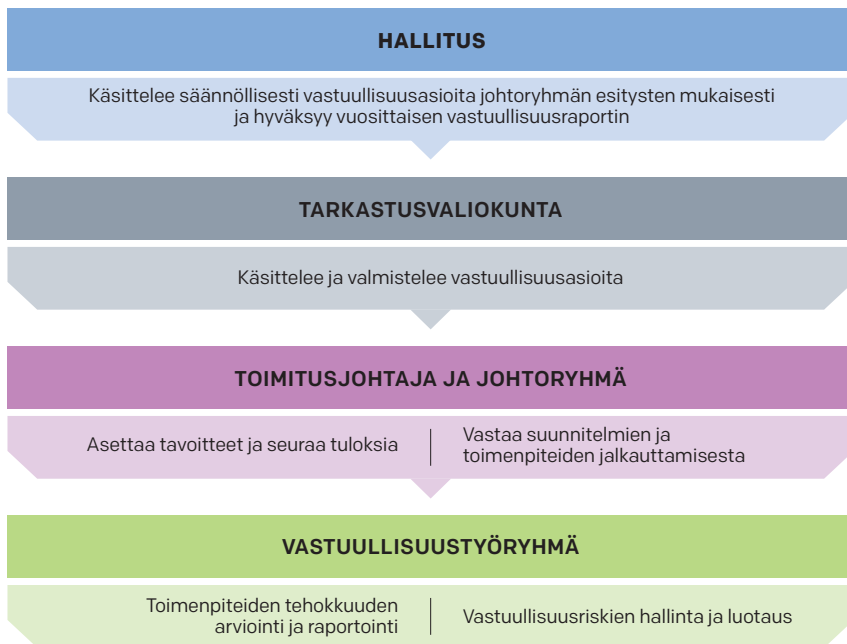 HALLITUS
Käsittelee säännöllisesti vastuullisuusasioita johtoryhmän esitysten mukaisesti
ja hyväksyy vuosittaisen vastuullisuusraportin
TARKASTUSVALIOKUNTA
Käsittelee ja valmistelee vastuullisuusasioita
TOIMITUSJOHTAJA JA JOHTORYHMÄ
Asettaa tavoitteet ja seuraa tuloksia
Vastaa suunnitelmien ja
toimenpiteiden jalkauttamisesta
VASTUULLISUUSTYÖRYHMÄ
Toimenpiteiden tehokkuuden
arviointi ja raportointi
Vastuullisuusriskien hallinta ja luotaus